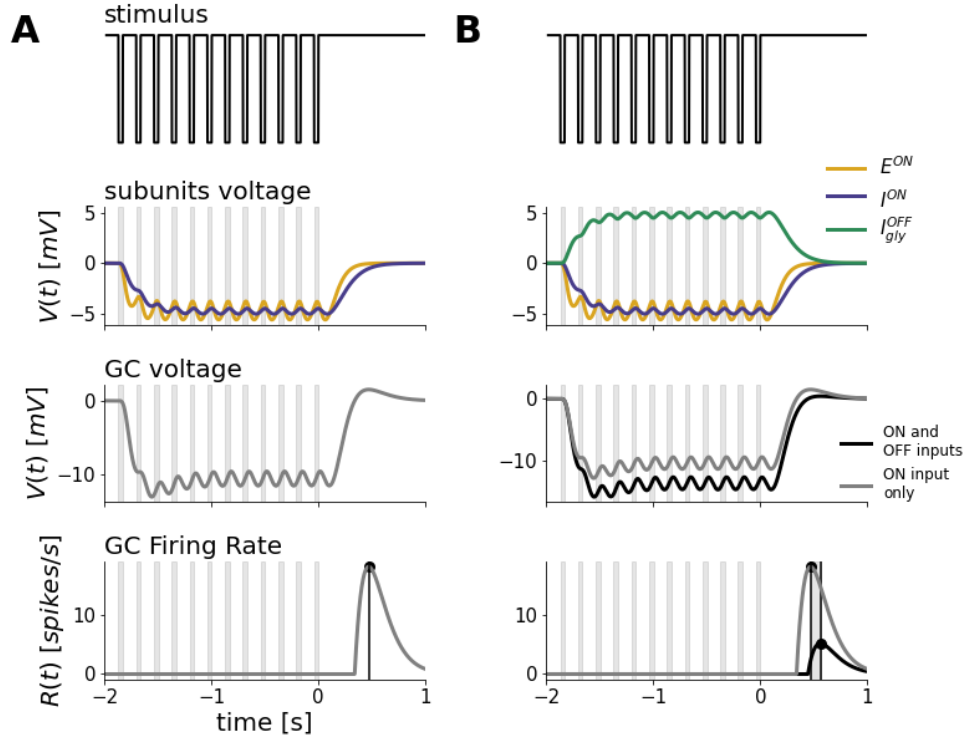 A
stimulus
B
subunits voltage
V(t) [mV]
5
0
−5
5
0
−5
E^{ON}
I^{ON}
I_{gly}^{OFF}
GC voltage
V(t) [mV]
0
−10
0
−10
ON and
OFF inputs
ON input
only
GC Firing Rate
R(t) [spikes/s]
10
0
−2
−1
0
1
time [s]
10
0
−2
−1
0
1